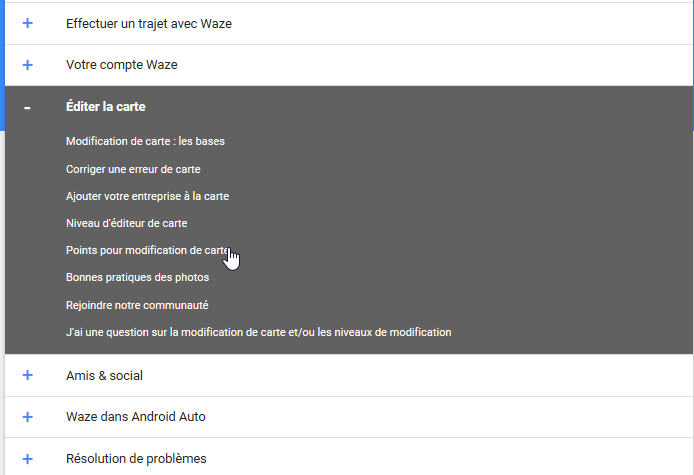 Effectuer un trajet avec Waze
Votre compte Waze
Éditer la carte
Modification de carte : les bases
Corriger une erreur de carte
Ajouter votre entreprise à la carte
Niveau d'éditeur de carte
Points pour modification de carte
Bonnes pratiques des photos
Rejoindre notre communauté
J'ai une question sur la modification de carte et/ou les niveaux de modification
Amis & social
Waze dans Android Auto
Résolution de problèmes